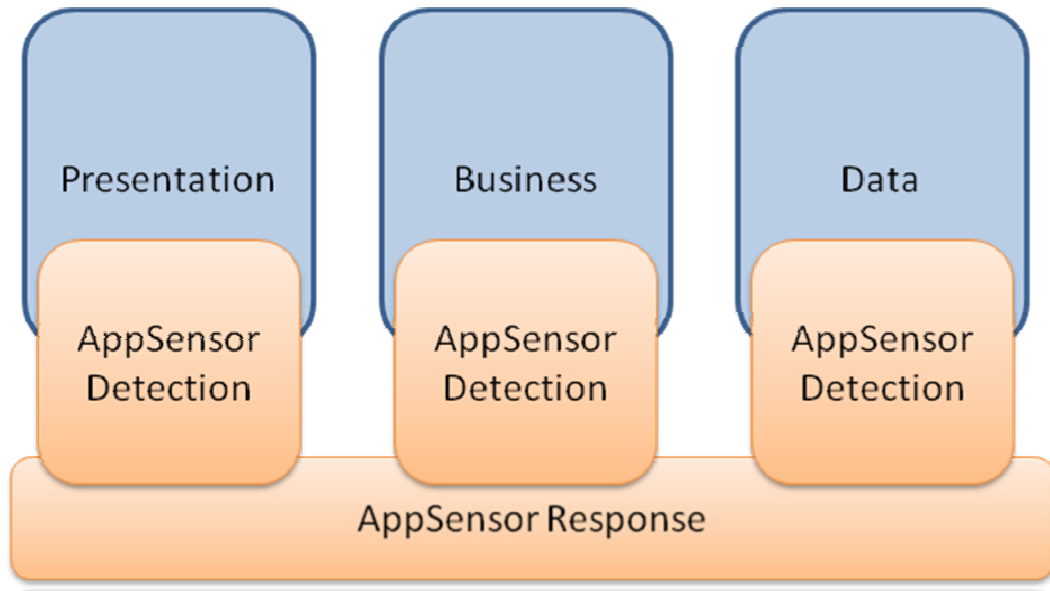 Presentation
Business
Data
AppSensor
Detection
AppSensor
Detection
AppSensor
Detection
AppSensor Response